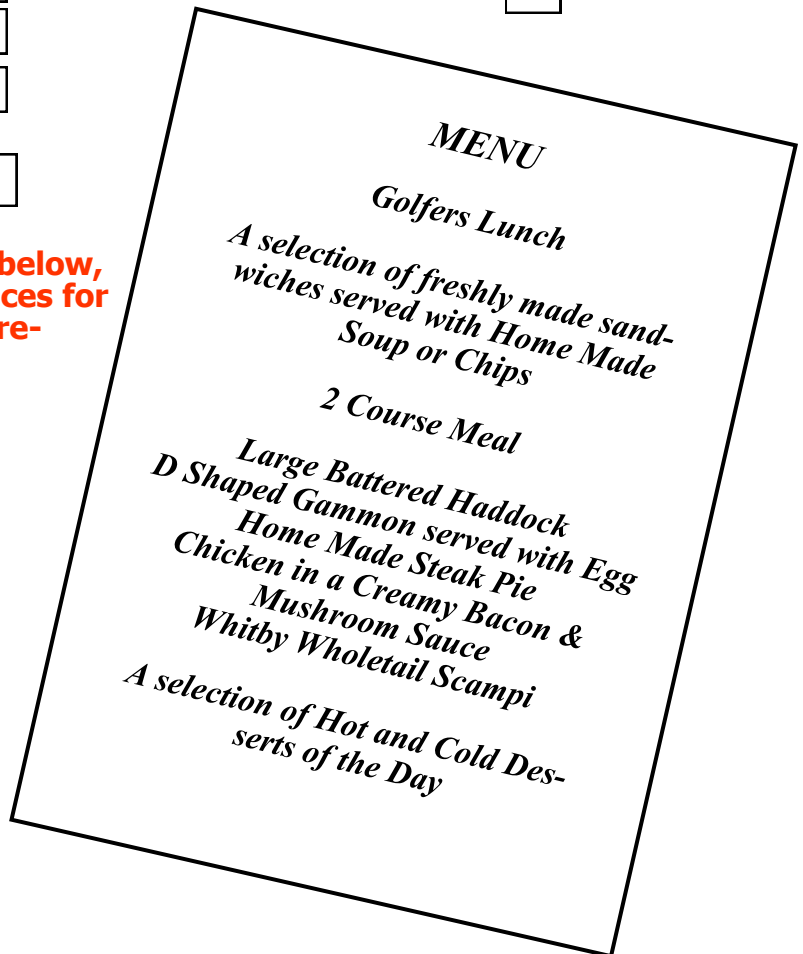 below,
ces for
re-
MENU
Golfers Lunch
A selection of freshly made sand-
wiches served with Home Made
Soup or Chips
2 Course Meal
Large Battered Haddock
D Shaped Gammon served with Egg
Home Made Steak Pie
Chicken in a Creamy Bacon &
Mushroom Sauce
Whitby Wholetail Scampi
A selection of Hot and Cold Des-
serts of the Day